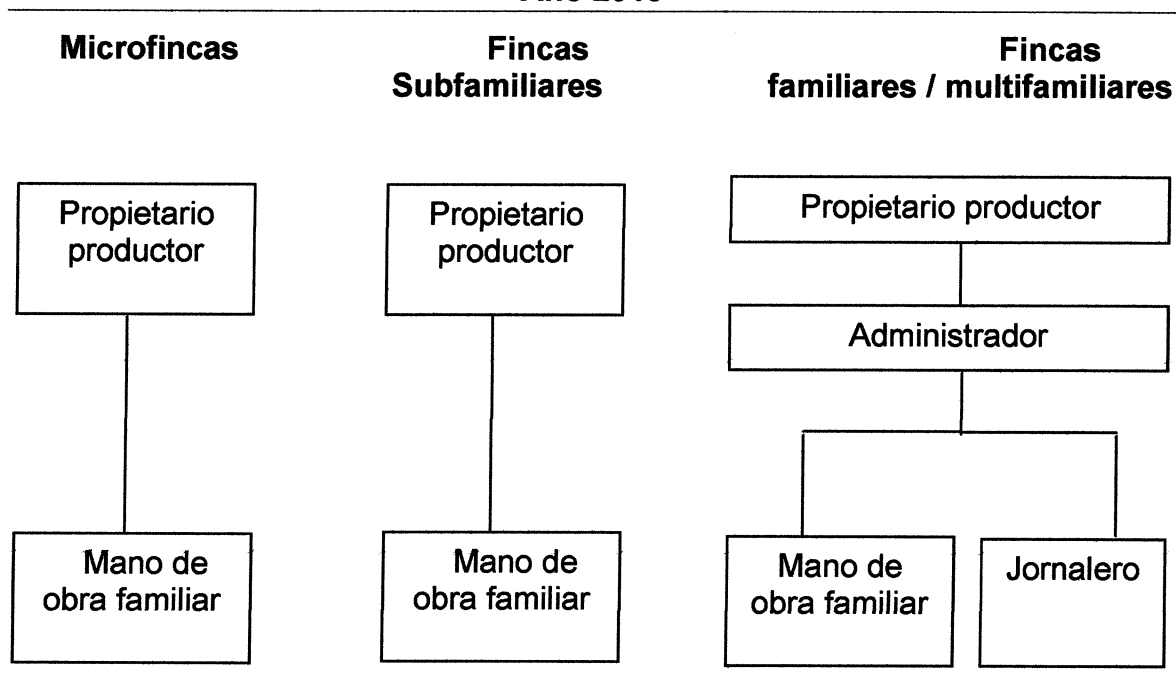 Microfincas
Fincas
Subfamiliares
Fincas
familiares / multifamiliares
Propietario
productor
Propietario
productor
Propietario productor
Administrador
Mano de
obra familiar
Mano de
obra familiar
Mano de
obra familiar
Jornalero